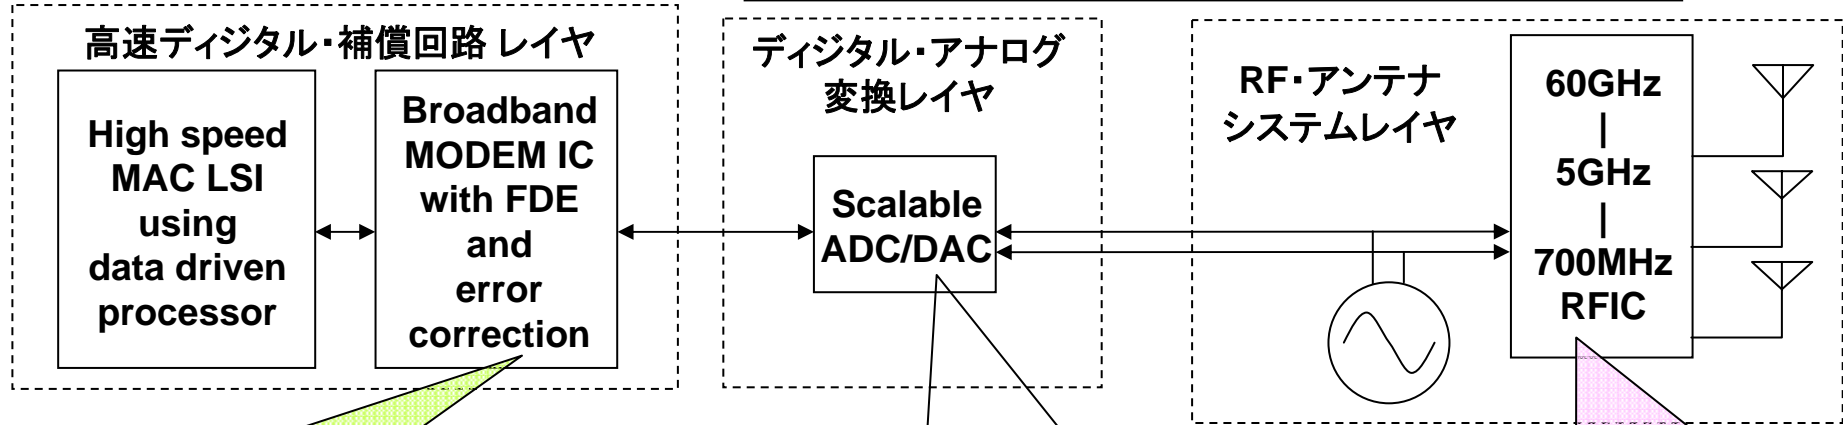 高速ディジタル・補償回路 レイヤ
High speed
MAC LSI
using
data driven
processor
Broadband
MODEM IC
with FDE
and
error
correction
ディジタル・アナログ
変換レイヤ
Scalable
ADC/DAC
RF・アンテナ
システムレイヤ
60GHz
|
5GHz
|
700MHz
RFIC